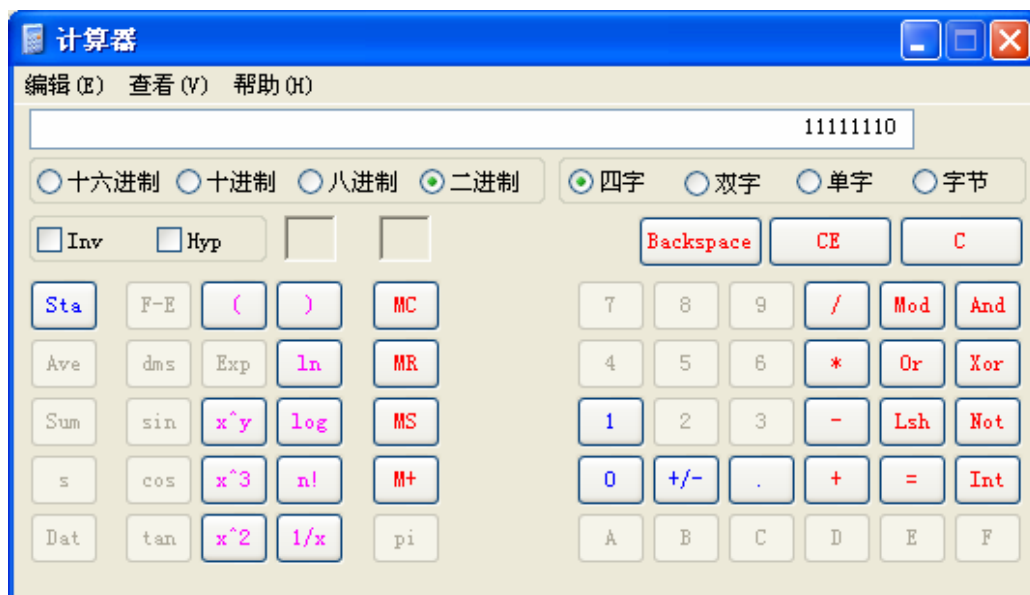 计算器
编辑(E) 查看(V) 帮助(H)
11111110
十六进制 十进制 八进制 二进制 四字 双字 单字 字节
Inv Hyp Backspace CE C
Sta F-E ( ) MC 7 8 9 / Mod And
Ave dms Exp ln MR 4 5 6 * Or Xor
Sum sin x^y log MS 1 2 3 - Lsh Not
s cos x^3 n! M+ 0 +/- . + = Int
Dat tan x^2 1/x pi A B C D E F